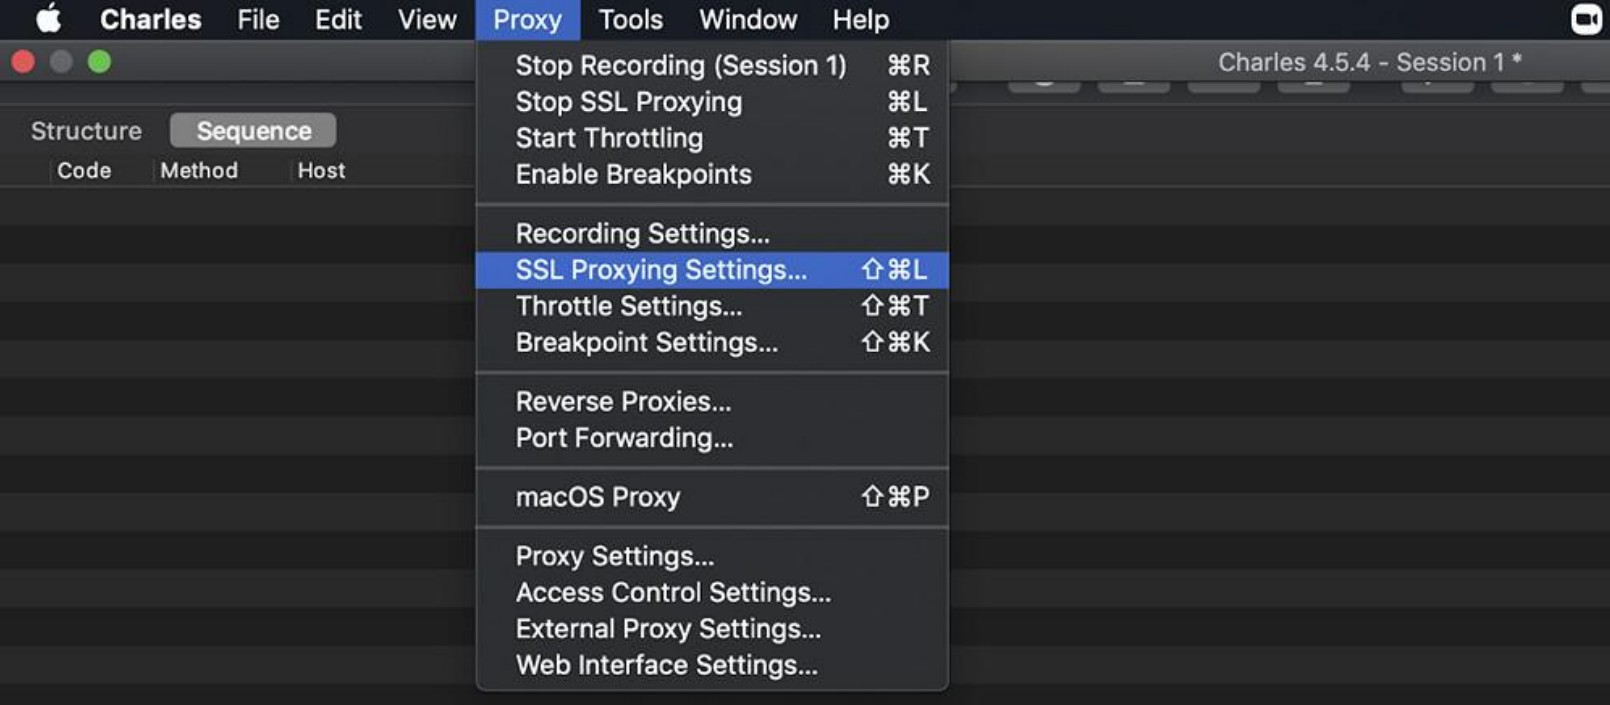 Charles File Edit View Proxy Tools Window Help
Charles 4.5.4 - Session 1 *
Structure Sequence
Code Method Host
Stop Recording (Session 1) ⌘R
Stop SSL Proxying ⌘L
Start Throttling ⌘T
Enable Breakpoints ⌘K
Recording Settings...
SSL Proxying Settings... ⇧⌘L
Throttle Settings... ⇧⌘T
Breakpoint Settings... ⇧⌘K
Reverse Proxies...
Port Forwarding...
macOS Proxy ⇧⌘P
Proxy Settings...
Access Control Settings...
External Proxy Settings...
Web Interface Settings...